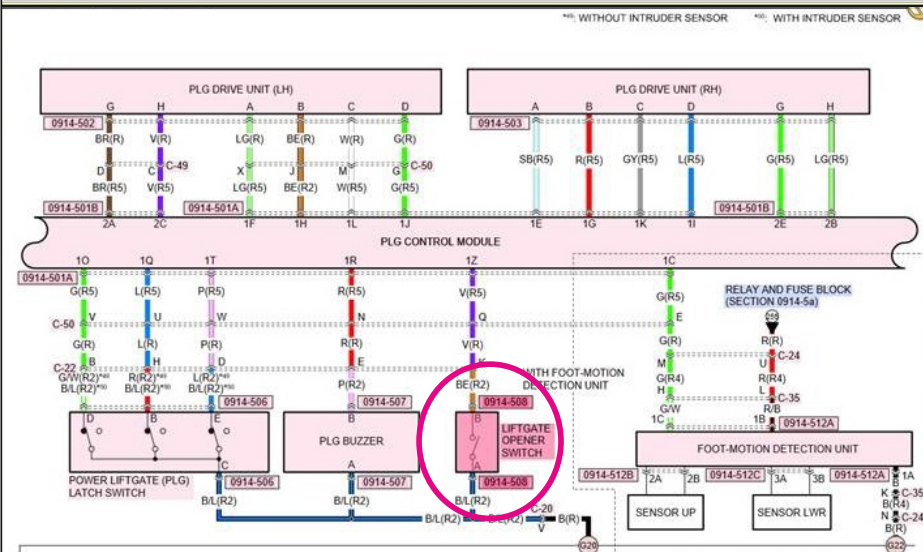 *49: WITHOUT INTRUDER SENSOR *50: WITH INTRUDER SENSOR
PLG DRIVE UNIT (LH) PLG DRIVE UNIT (RH)
G H A B C D A B C D G H
0914-502 0914-503
BR(R) V(R) LG(R) BE(R) W(R) G(R)
SB(R5) R(R5) GY(R5) L(R5) G(R5) LG(R5)
D C C-49 X J M G C-50
BR(R5) V(R5) LG(R5) BE(R2) W(R5) G(R5)
0914-501B 0914-501A 0914-501B
2A 2C 1F 1H 1L 1J 1E 1G 1K 1I 2E 2B
PLG CONTROL MODULE
1O 1Q 1T 1R 1Z 1C
0914-501A
G(R5) L(R5) P(R5) R(R5) V(R5) G(R5)
RELAY AND FUSE BLOCK
(SECTION 0914-5a)
C-50 V U W N Q E
G(R) L(R) P(R) R(R) V(R) G(R) R(R)
C-22 B H D E K M U C-24
G/W(R2)*49 R(R2)*49 L(R2)*49
B/L(R2)*50 B/L(R2)*50 B/L(R2)*50
P(R2) BE(R2) G(R4) R(R4)
WITH FOOT-MOTION
DETECTION UNIT
H L C-35
G/W R/B
0914-506 0914-507 0914-508
1C 1B 0914-512A
D B E B B
LIFTGATE
OPENER
SWITCH
PLG BUZZER
FOOT-MOTION DETECTION UNIT
C A A
POWER LIFTGATE (PLG)
LATCH SWITCH
0914-506 0914-507 0914-508
0914-512B 2A 2B 0914-512C 3A 3B 0914-512A 1A
B/L(R2) B/L(R2) B/L(R2)
K C-35
B(R4)
SENSOR UP SENSOR LWR
N C-24
B/L(R2) B/L(R2) C-20 B(R)
V
B(R)
G20 G22